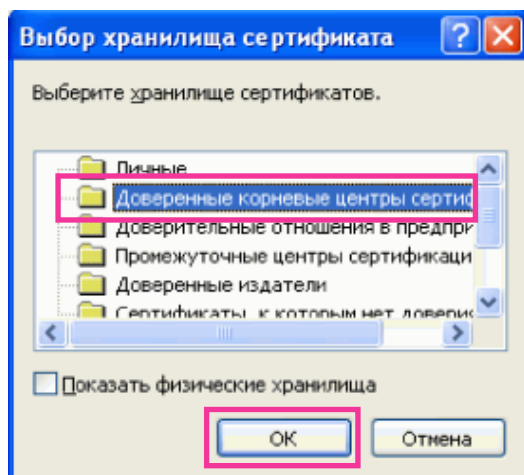 Выбор хранилища сертификата
Выберите хранилище сертификатов.
Личные
Доверенные корневые центры сертиф
Доверительные отношения в предпри
Промежуточные центры сертификаци
Доверенные издатели
Сертификаты, к которым нет довери
Показать физические хранилища
ОК
Отмена